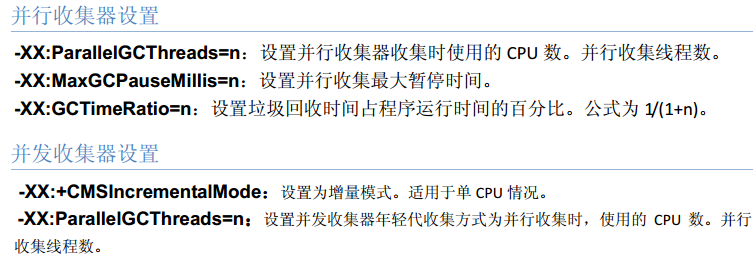 并行收集器设置
-XX:ParallelGCThreads=n：设置并行收集器收集时使用的 CPU 数。并行收集线程数。
-XX:MaxGCPauseMillis=n：设置并行收集最大暂停时间。
-XX:GCTimeRatio=n：设置垃圾回收时间占程序运行时间的百分比。公式为 1/(1+n)。
并发收集器设置
-XX:+CMSIncrementalMode：设置为增量模式。适用于单 CPU 情况。
-XX:ParallelGCThreads=n：设置并发收集器年轻代收集方式为并行收集时，使用的 CPU 数。并行
收集线程数。